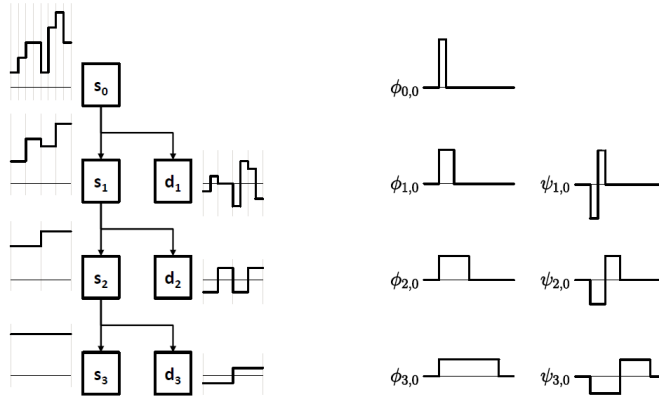 s₀
ϕ₀,₀
s₁ d₁
ϕ₁,₀ ψ₁,₀
s₂ d₂
ϕ₂,₀ ψ₂,₀
s₃ d₃
ϕ₃,₀ ψ₃,₀